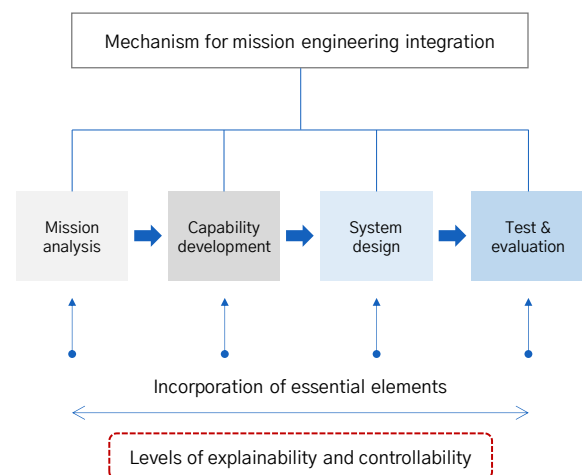 Mechanism for mission engineering integration
Mission
analysis
Capability
development
System
design
Test &
evaluation
Incorporation of essential elements
Levels of explainability and controllability